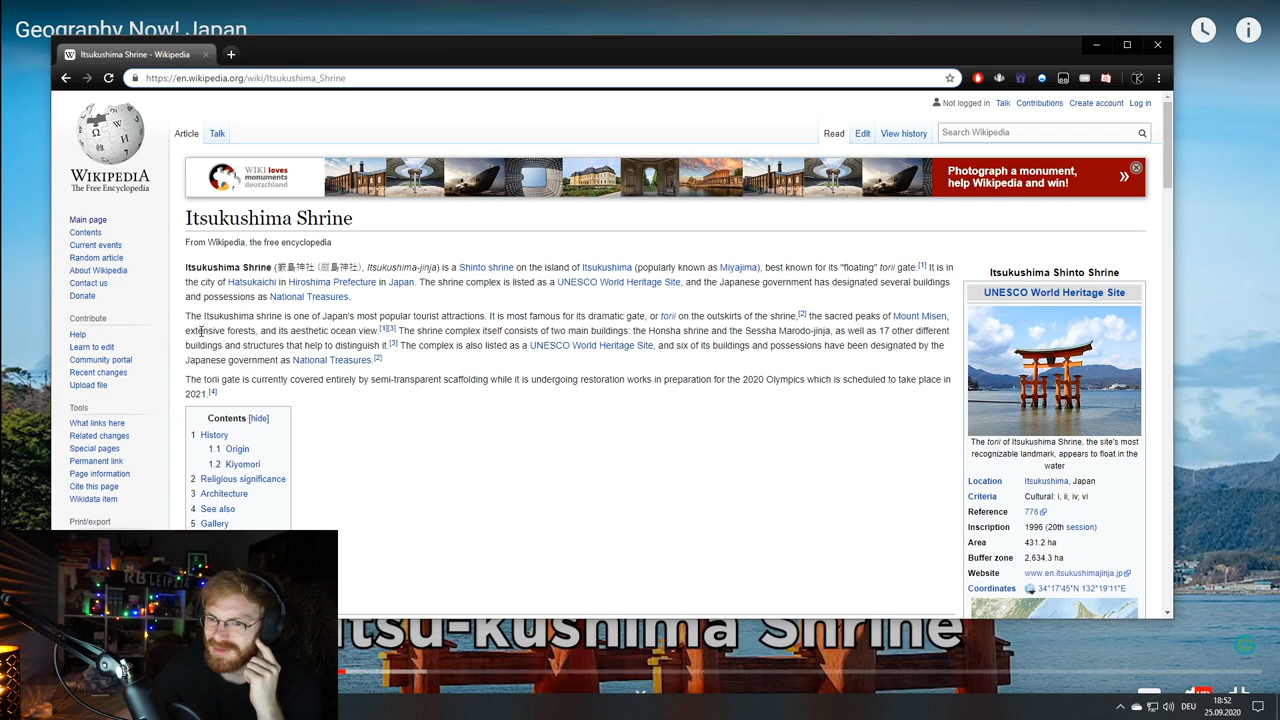 Geography Now! Japan
Itsukushima Shrine - Wikipedia
https://en.wikipedia.org/wiki/Itsukushima_Shrine
Not logged in Talk Contributions Create account Log in
Article Talk Read Edit View history Search Wikipedia
WIKIPEDIA
The Free Encyclopedia
WIKI loves monuments deutschland
Photograph a monument,
help Wikipedia and win!
Main page
Contents
Current events
Random article
About Wikipedia
Contact us
Donate
Contribute
Help
Learn to edit
Community portal
Recent changes
Upload file
Tools
What links here
Related changes
Special pages
Permanent link
Page information
Cite this page
Wikidata item
Print/export
Itsukushima Shrine
From Wikipedia, the free encyclopedia
Itsukushima Shrine (厳島神社 (嚴島神社), Itsukushima-jinja) is a Shinto shrine on the island of Itsukushima (popularly known as Miyajima), best known for its "floating" torii gate.[1] It is
in the city of Hatsukaichi in Hiroshima Prefecture in Japan. The shrine complex is listed as a UNESCO World Heritage Site, and the Japanese government has designated several buildings
and possessions as National Treasures.
The Itsukushima shrine is one of Japan's most popular tourist attractions. It is most famous for its dramatic gate, or torii on the outskirts of the shrine,[2] the sacred peaks of Mount Misen,
extensive forests, and its aesthetic ocean view.[1][3] The shrine complex itself consists of two main buildings: the Honsha shrine and the Sessha Marodo-jinja, as well as 17 other different
buildings and structures that help to distinguish it.[3] The complex is also listed as a UNESCO World Heritage Site, and six of its buildings and possessions have been designated by the
Japanese government as National Treasures.[2]
The torii gate is currently covered entirely by semi-transparent scaffolding while it is undergoing restoration works in preparation for the 2020 Olympics which is scheduled to take place in
2021.[4]
Contents [hide]
1 History
1.1 Origin
1.2 Kiyomori
2 Religious significance
3 Architecture
4 See also
5 Gallery
Itsukushima Shinto Shrine
UNESCO World Heritage Site
The torii of Itsukushima Shrine, the site's most
recognizable landmark, appears to float in the
water
Location Itsukushima, Japan
Criteria Cultural: i, ii, iv, vi
Reference 776
Inscription 1996 (20th session)
Area 431.2 ha
Buffer zone 2,634.3 ha
Website www.en.itsukushimajinja.jp
Coordinates 34°17′45″N 132°19′11″E
RB LEIPZIG
Itsu-kushima Shrine
DEU
18:52
25.09.2020